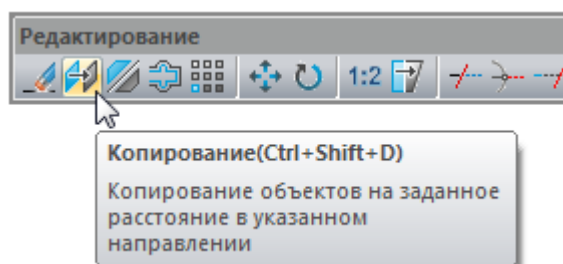 Редактирование
1:2
Копирование(Ctrl+Shift+D)
Копирование объектов на заданное
расстояние в указанном
направлении